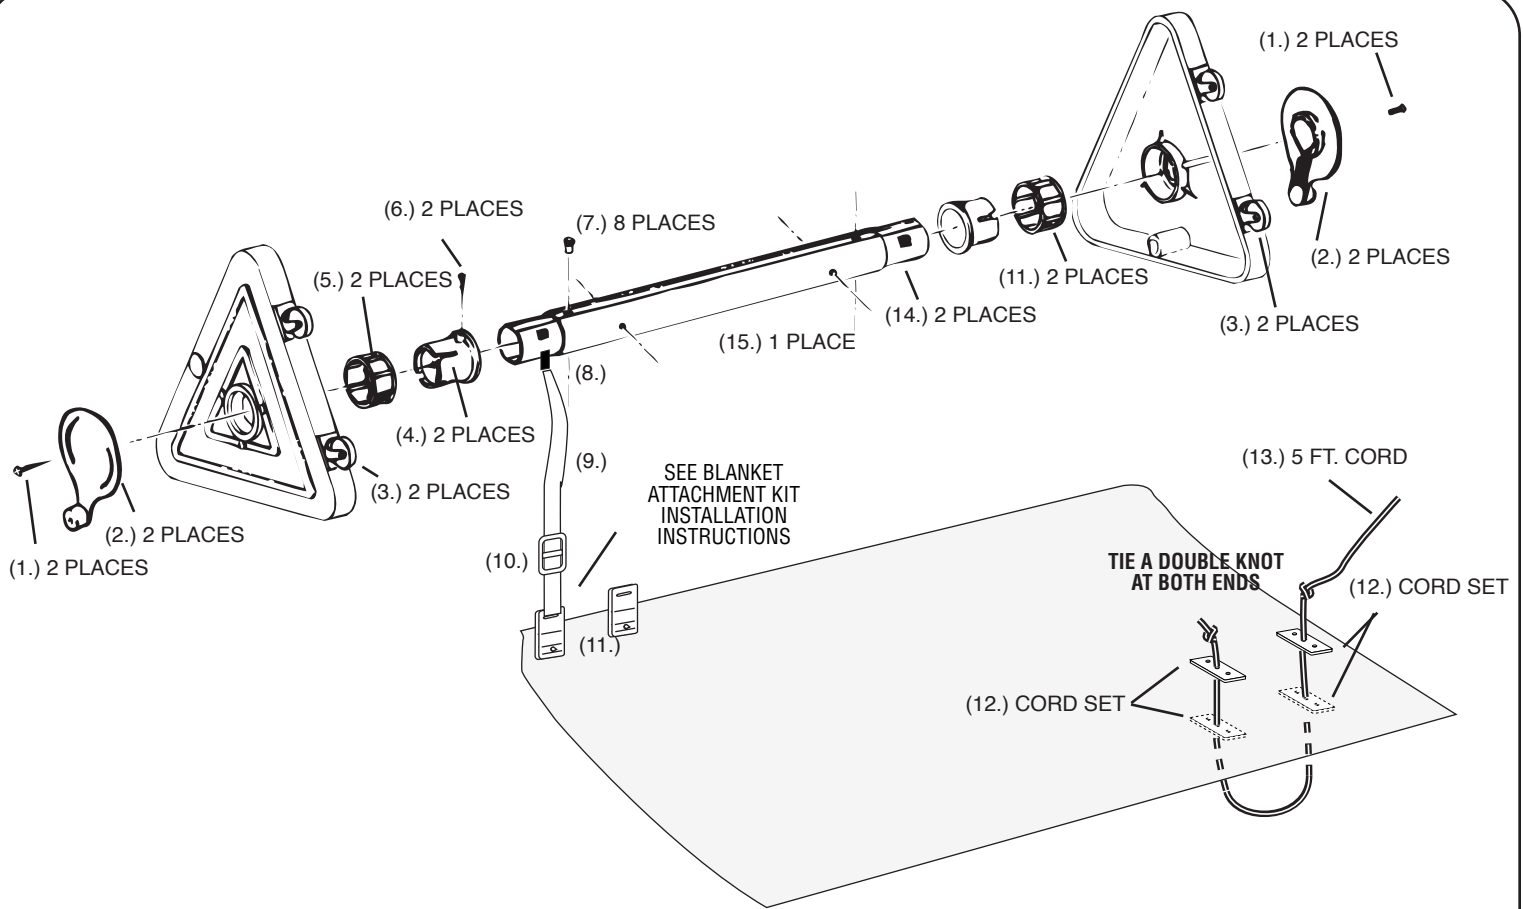 (1.) 2 PLACES
(6.) 2 PLACES
(7.) 8 PLACES
(5.) 2 PLACES
(2.) 2 PLACES
(11.) 2 PLACES
(14.) 2 PLACES
(3.) 2 PLACES
(15.) 1 PLACE
(8.)
(4.) 2 PLACES
(9.)
(13.) 5 FT. CORD
SEE BLANKET
ATTACHMENT KIT
INSTALLATION
INSTRUCTIONS
(3.) 2 PLACES
(2.) 2 PLACES
(1.) 2 PLACES
(10.)
TIE A DOUBLE KNOT
AT BOTH ENDS
(12.) CORD SET
(11.)
(12.) CORD SET